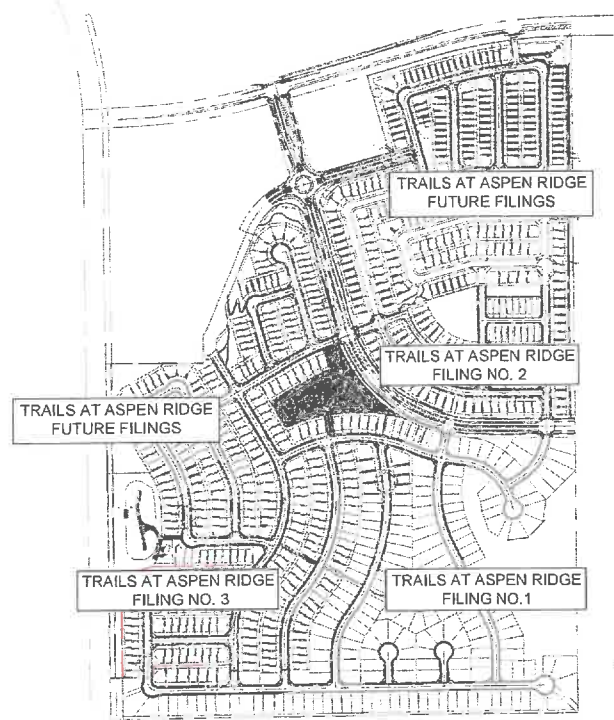 TRAILS AT ASPEN RIDGE
FUTURE FILINGS
TRAILS AT ASPEN RIDGE
FILING NO. 2
TRAILS AT ASPEN RIDGE
FUTURE FILINGS
TRAILS AT ASPEN RIDGE
FILING NO. 3
TRAILS AT ASPEN RIDGE
FILING NO.1